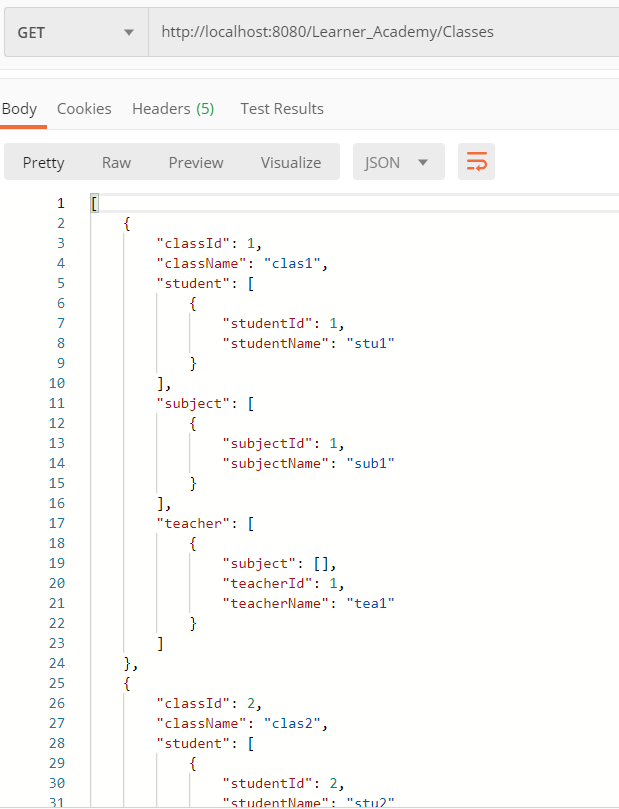 GET http://localhost:8080/Learner_Academy/Classes
Body Cookies Headers (5) Test Results
Pretty Raw Preview Visualize JSON
1 [
2 {
3 "classId": 1,
4 "className": "clas1",
5 "student": [
6 {
7 "studentId": 1,
8 "studentName": "stu1"
9 }
10 ],
11 "subject": [
12 {
13 "subjectId": 1,
14 "subjectName": "sub1"
15 }
16 ],
17 "teacher": [
18 {
19 "subject": [],
20 "teacherId": 1,
21 "teacherName": "tea1"
22 }
23 ]
24 },
25 {
26 "classId": 2,
27 "className": "clas2",
28 "student": [
29 {
30 "studentId": 2,
31 "studentName": "stu2"